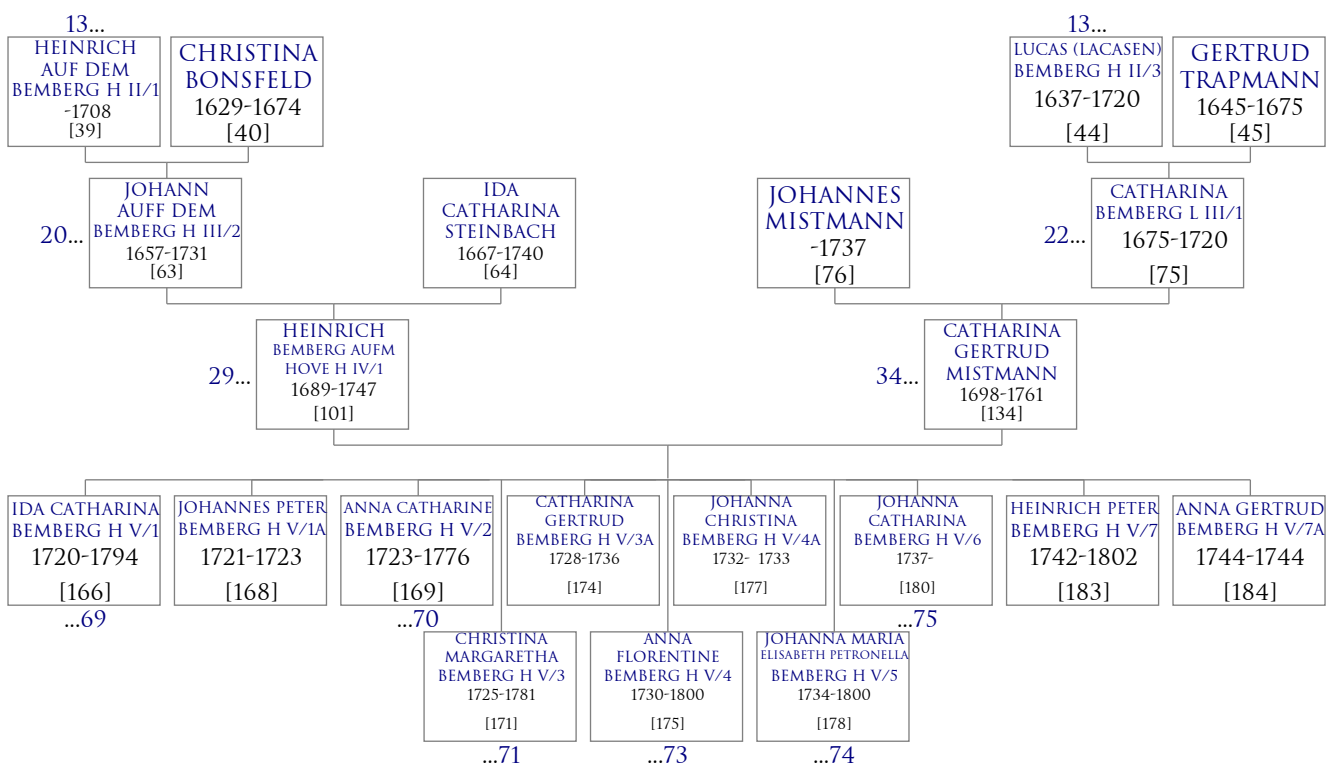 13...
HEINRICH
AUF DEM
BEMBERG H II/1
-1708
[39]
CHRISTINA
BONSFELD
1629-1674
[40]
13...
LUCAS (LACASEN)
BEMBERG H II/3
1637-1720
[44]
GERTRUD
TRAPMANN
1645-1675
[45]
20...
JOHANN
AUFF DEM
BEMBERG H III/2
1657-1731
[63]
IDA
CATHARINA
STEINBACH
1667-1740
[64]
JOHANNES
MISTMANN
-1737
[76]
22...
CATHARINA
BEMBERG L III/1
1675-1720
[75]
29...
HEINRICH
BEMBERG AUFM
HOVE H IV/1
1689-1747
[101]
34...
CATHARINA
GERTRUD
MISTMANN
1698-1761
[134]
IDA CATHARINA
BEMBERG H V/1
1720-1794
[166]
...69
JOHANNES PETER
BEMBERG H V/1A
1721-1723
[168]
ANNA CATHARINE
BEMBERG H V/2
1723-1776
[169]
...70
CATHARINA
GERTRUD
BEMBERG H V/3A
1728-1736
[174]
JOHANNA
CHRISTINA
BEMBERG H V/4A
1732- 1733
[177]
JOHANNA
CATHARINA
BEMBERG H V/6
1737-
[180]
...75
HEINRICH PETER
BEMBERG H V/7
1742-1802
[183]
ANNA GERTRUD
BEMBERG H V/7A
1744-1744
[184]
CHRISTINA
MARGARETHA
BEMBERG H V/3
1725-1781
[171]
...71
ANNA
FLORENTINE
BEMBERG H V/4
1730-1800
[175]
...73
JOHANNA MARIA
ELISABETH PETRONELLA
BEMBERG H V/5
1734-1800
[178]
...74